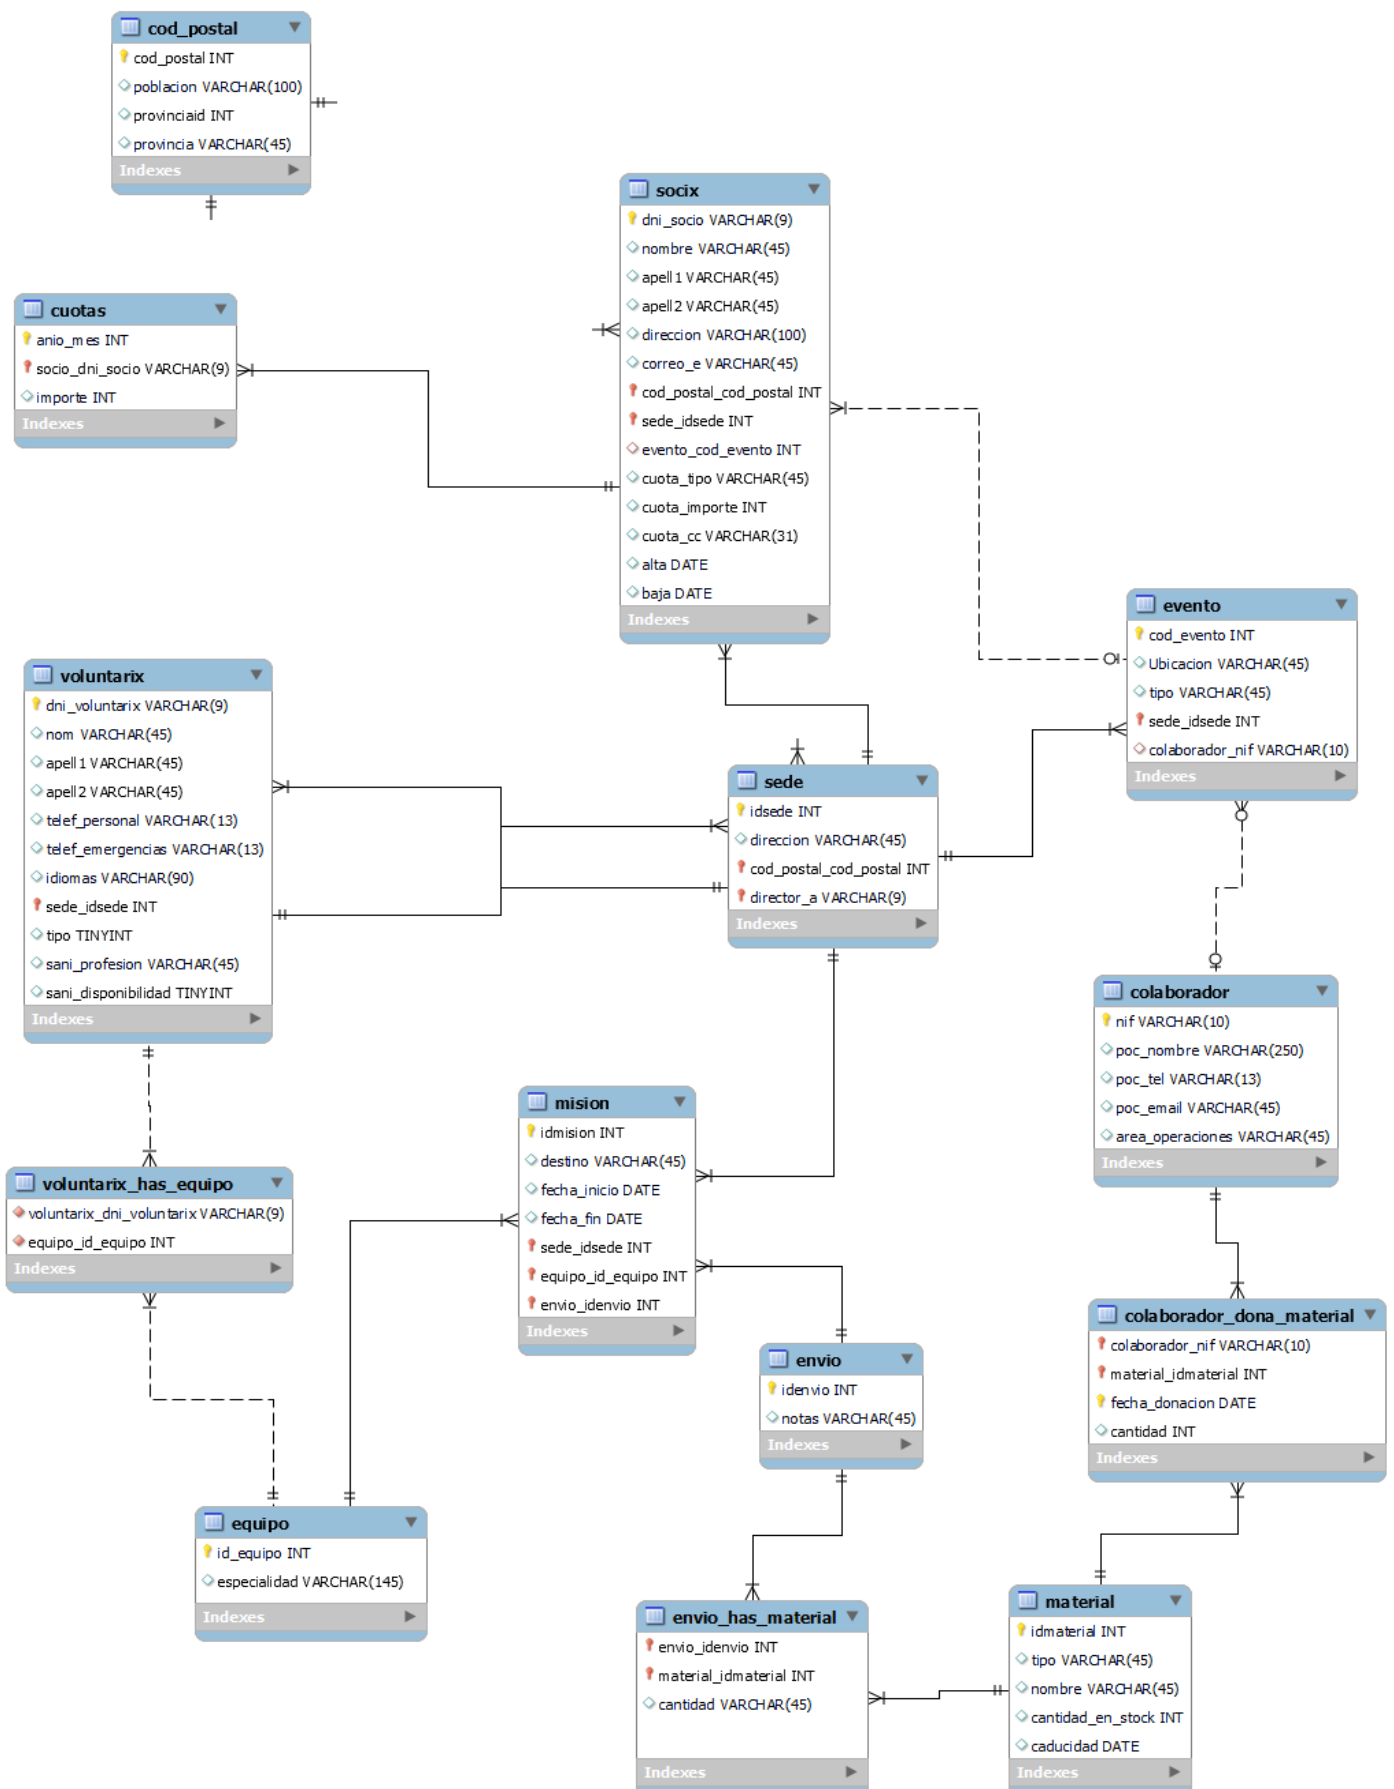 cod_postal
cod_postal INT
poblacion VARCHAR(100)
provinciaid INT
provincia VARCHAR(45)
Indexes
socix
dni_socio VARCHAR(9)
nombre VARCHAR(45)
apell1 VARCHAR(45)
apell2 VARCHAR(45)
direccion VARCHAR(100)
correo_e VARCHAR(45)
cod_postal_cod_postal INT
sede_idsede INT
evento_cod_evento INT
cuota_tipo VARCHAR(45)
cuota_importe INT
cuota_cc VARCHAR(31)
alta DATE
baja DATE
Indexes
cuotas
anio_mes INT
socio_dni_socio VARCHAR(9)
importe INT
Indexes
evento
cod_evento INT
Ubicacion VARCHAR(45)
tipo VARCHAR(45)
sede_idsede INT
colaborador_nif VARCHAR(10)
Indexes
voluntarix
dni_voluntarix VARCHAR(9)
nom VARCHAR(45)
apell1 VARCHAR(45)
apell2 VARCHAR(45)
telef_personal VARCHAR(13)
telef_emergencias VARCHAR(13)
idiomas VARCHAR(90)
sede_idsede INT
tipo TINYINT
sani_profesion VARCHAR(45)
sani_disponibilidad TINYINT
Indexes
sede
idsede INT
direccion VARCHAR(45)
cod_postal_cod_postal INT
director_a VARCHAR(9)
Indexes
colaborador
nif VARCHAR(10)
poc_nombre VARCHAR(250)
poc_tel VARCHAR(13)
poc_email VARCHAR(45)
area_operaciones VARCHAR(45)
Indexes
mision
idmision INT
destino VARCHAR(45)
fecha_inicio DATE
fecha_fin DATE
sede_idsede INT
equipo_id_equipo INT
envio_idenvio INT
Indexes
voluntarix_has_equipo
voluntarix_dni_voluntarix VARCHAR(9)
equipo_id_equipo INT
Indexes
colaborador_dona_material
colaborador_nif VARCHAR(10)
material_idmaterial INT
fecha_donacion DATE
cantidad INT
Indexes
envio
idenvio INT
notas VARCHAR(45)
Indexes
equipo
id_equipo INT
especialidad VARCHAR(145)
Indexes
envio_has_material
envio_idenvio INT
material_idmaterial INT
cantidad VARCHAR(45)
Indexes
material
idmaterial INT
tipo VARCHAR(45)
nombre VARCHAR(45)
cantidad_en_stock INT
caducidad DATE
Indexes